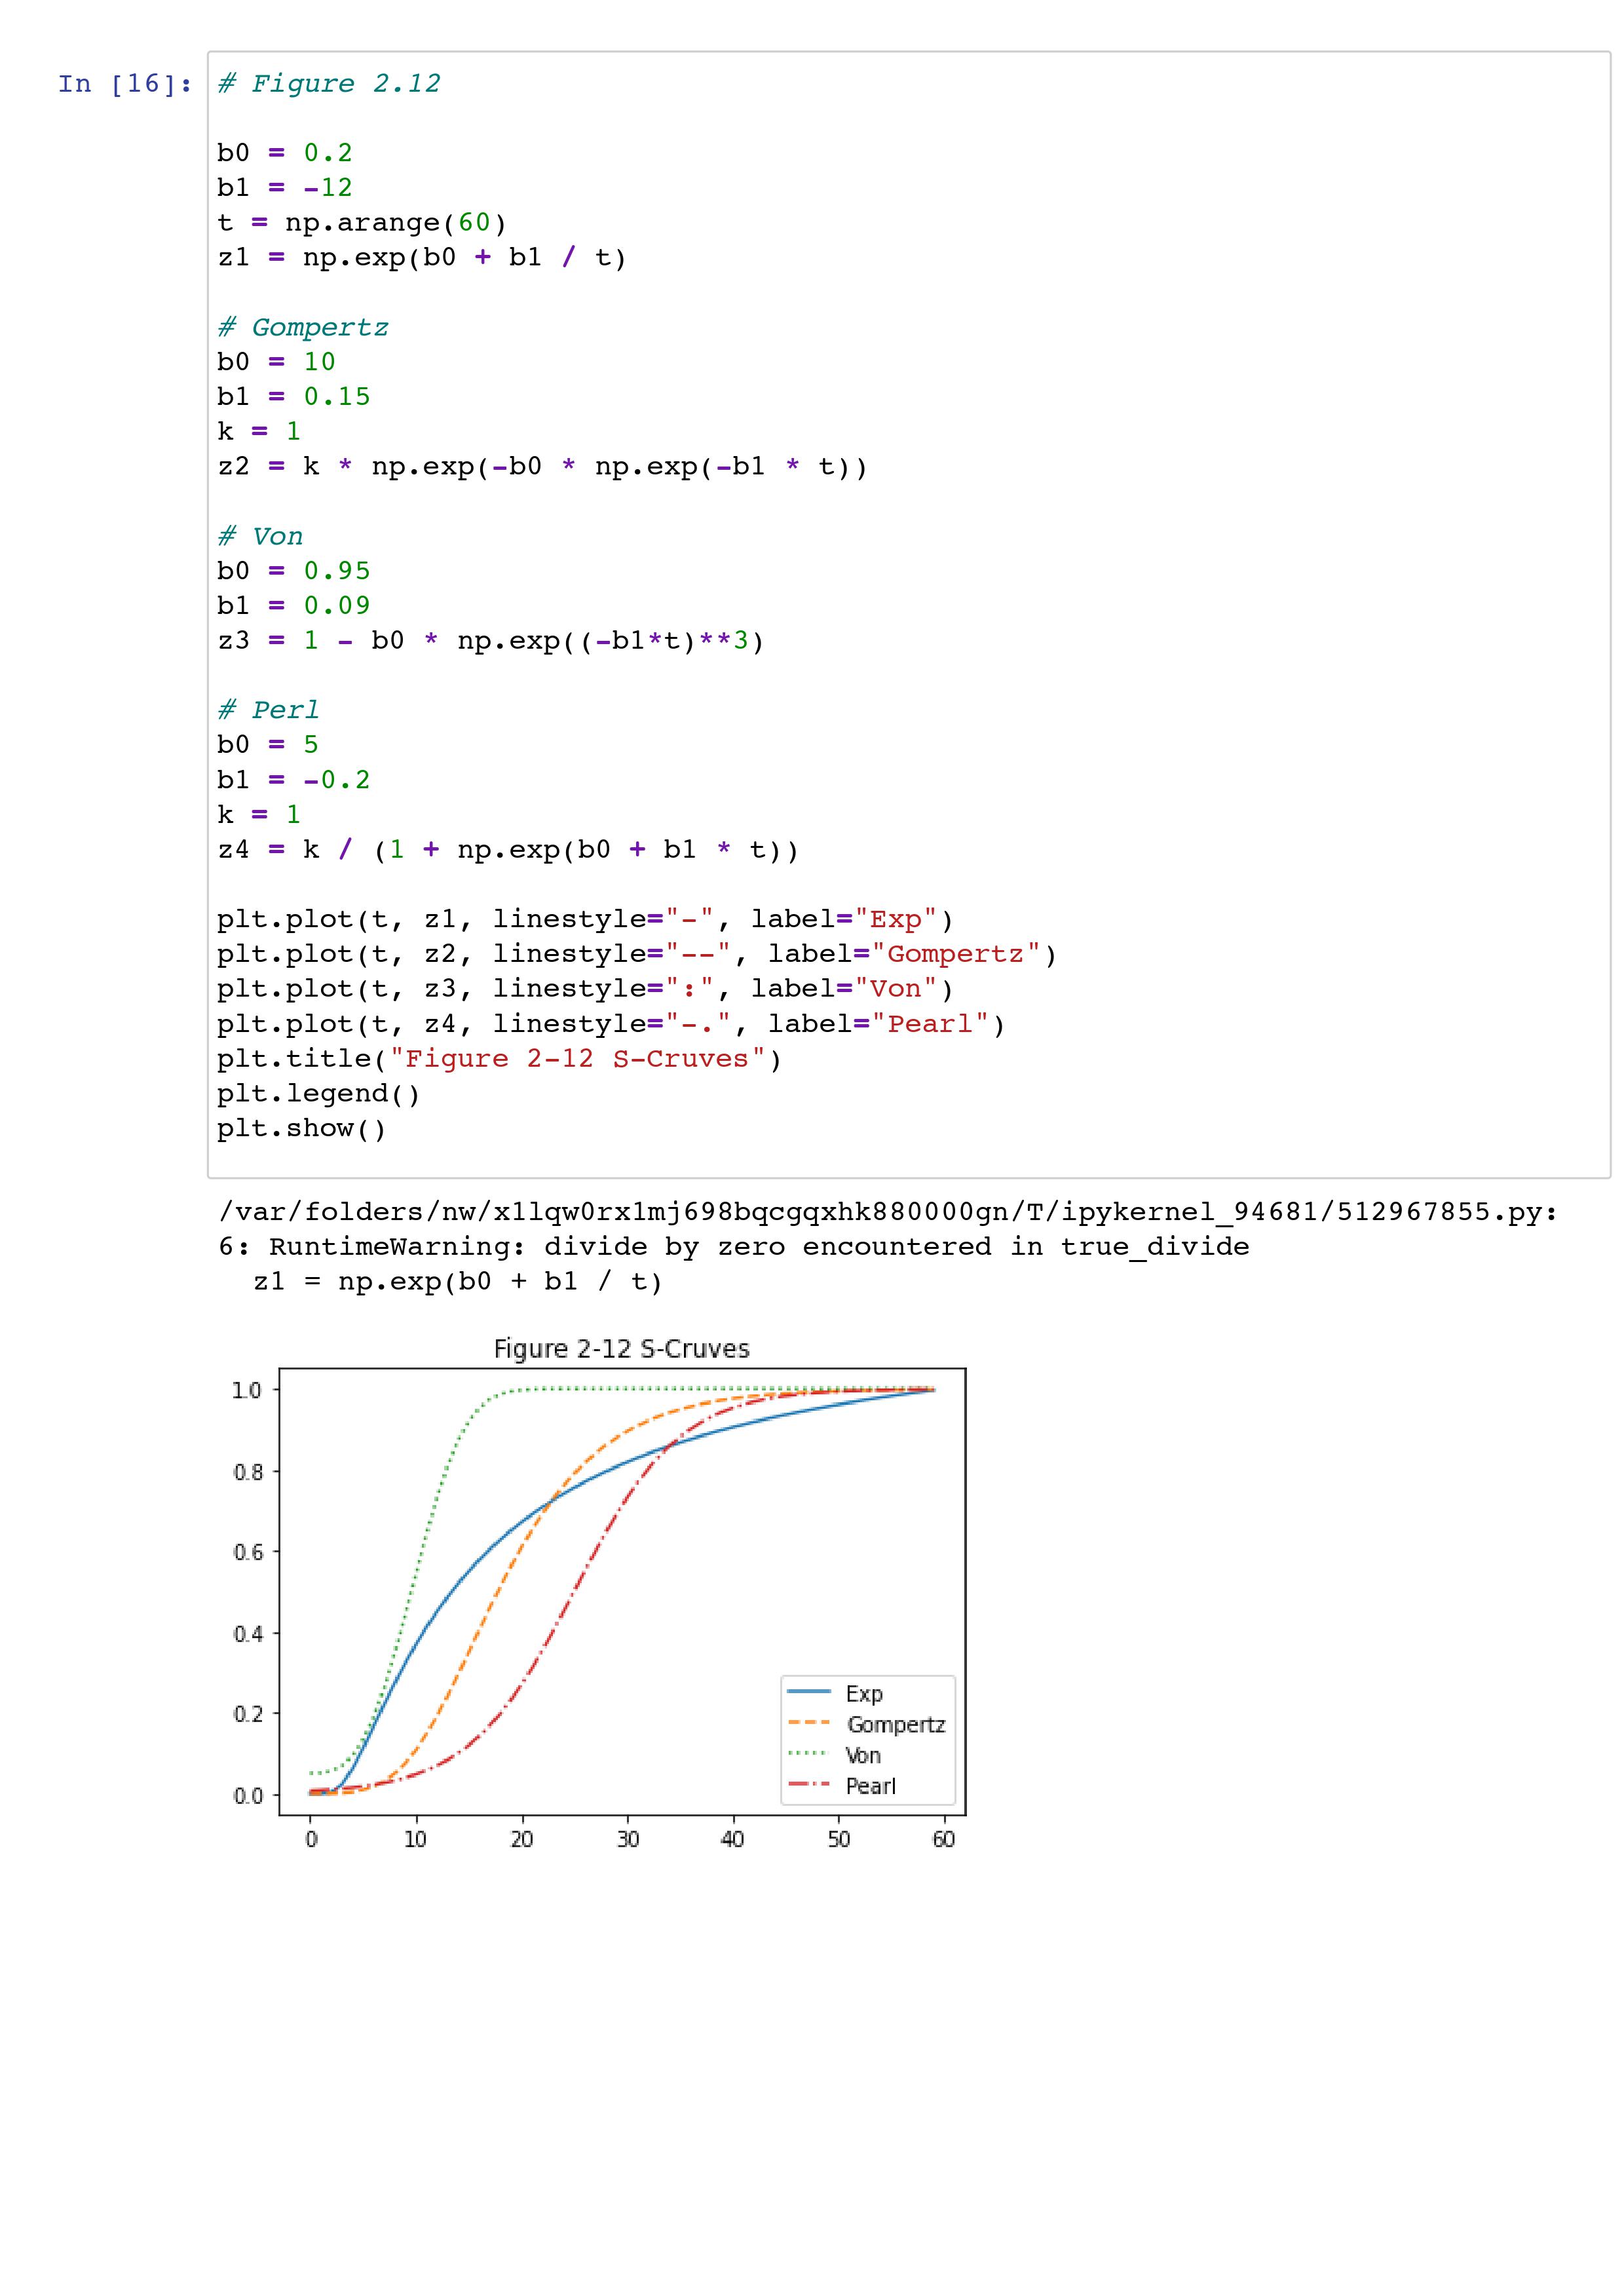 In [16]: # Figure 2.12
b0 = 0.2
b1 = -12
t = np.arange(60)
z1 = np.exp(b0 + b1 / t)
# Gompertz
b0 = 10
b1 = 0.15
k = 1
z2 = k * np.exp(-b0 * np.exp(-b1 * t))
# Von
b0 = 0.95
b1 = 0.09
z3 = 1 - b0 * np.exp((-b1*t)**3)
# Perl
b0 = 5
b1 = -0.2
k = 1
z4 = k / (1 + np.exp(b0 + b1 * t))
plt.plot(t, z1, linestyle="-", label="Exp")
plt.plot(t, z2, linestyle="--", label="Gompertz")
plt.plot(t, z3, linestyle=":", label="Von")
plt.plot(t, z4, linestyle="-.", label="Pearl")
plt.title("Figure 2-12 S-Cruves")
plt.legend()
plt.show()
/var/folders/nw/x1lqw0rx1mj698bqcgqxhk880000gn/T/ipykernel_94681/512967855.py:
6: RuntimeWarning: divide by zero encountered in true_divide
z1 = np.exp(b0 + b1 / t)
Figure 2-12 S-Cruves
1.0
0.8
0.6
0.4
0.2
0.0
Exp
Gompertz
Von
Pearl
0 10 20 30 40 50 60